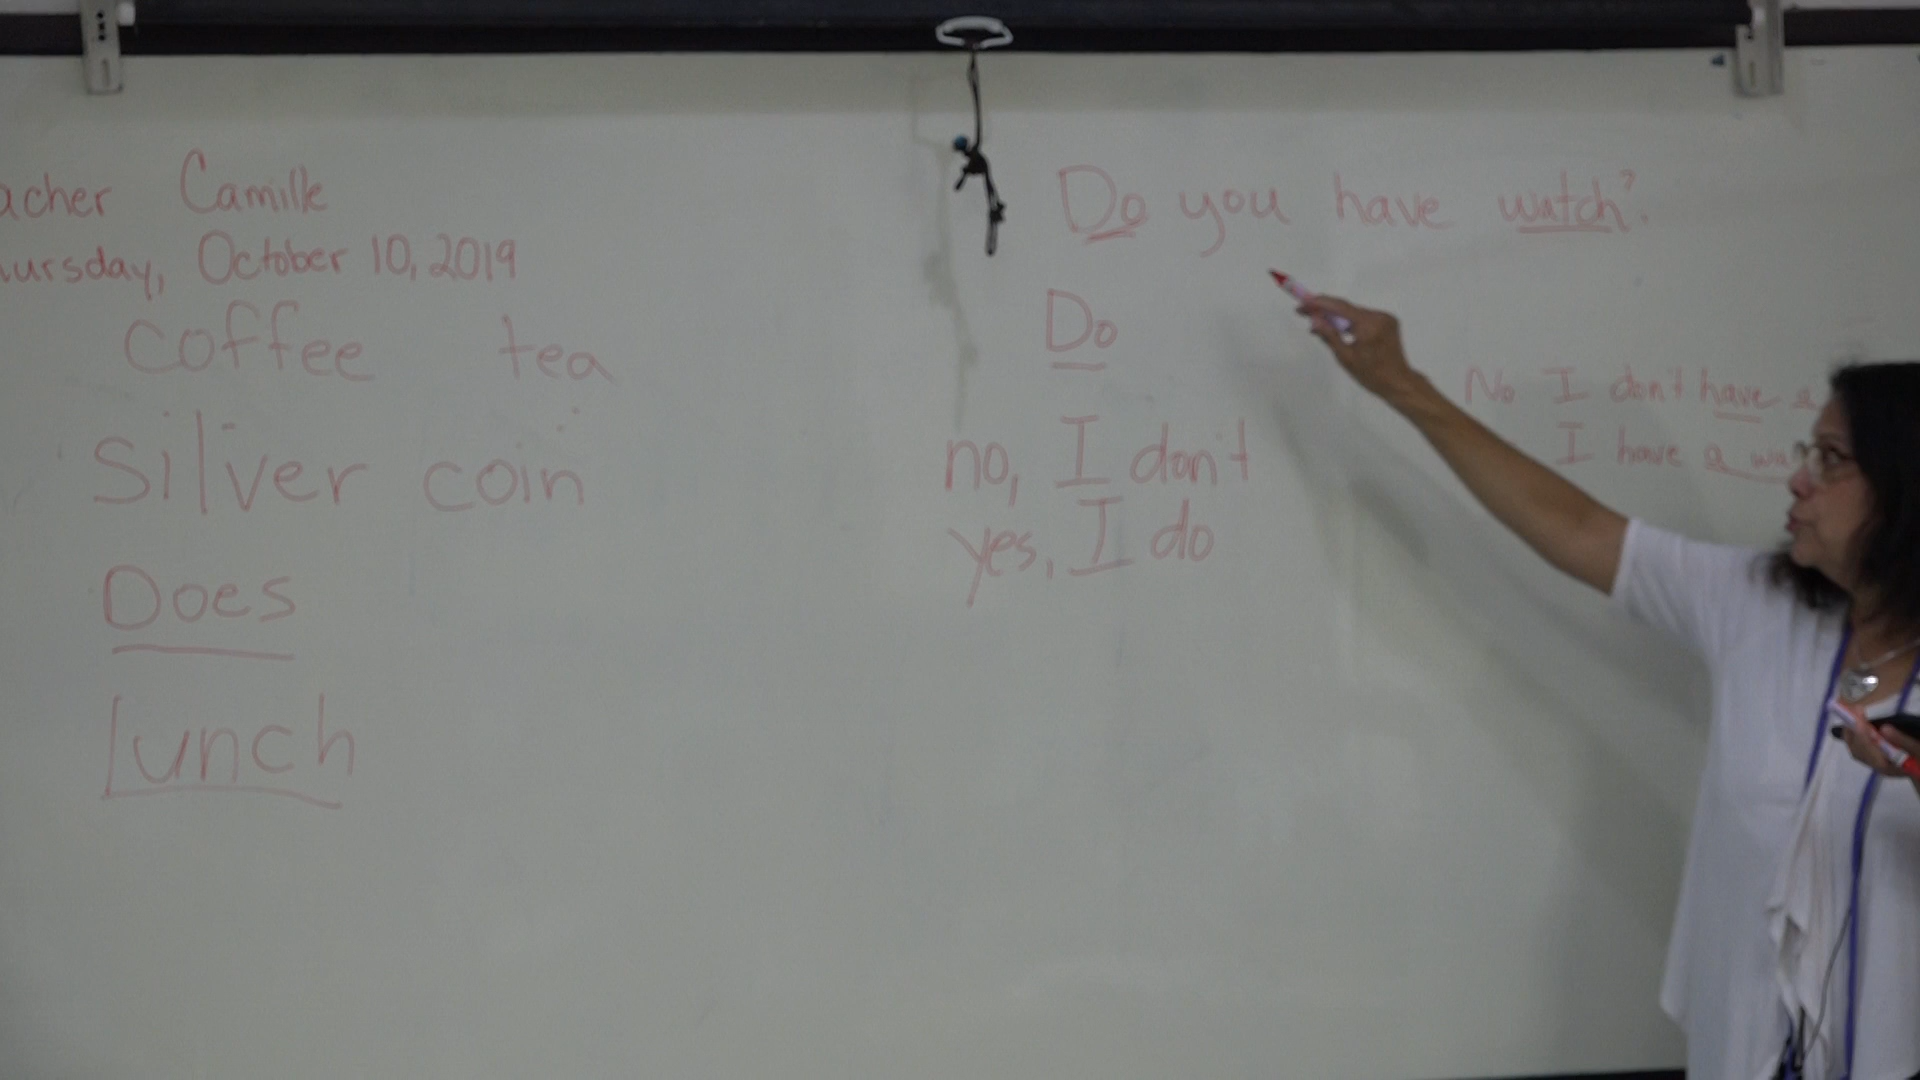 acher Camille
ursday, October 10, 2019
coffee tea
Silver coin
Does
lunch
Do you have watch?
Do
no, I don't
yes, I do
No I don't have a
I have a wa